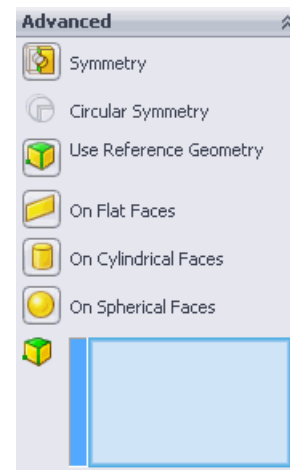 Advanced
Symmetry
Circular Symmetry
Use Reference Geometry
On Flat Faces
On Cylindrical Faces
On Spherical Faces